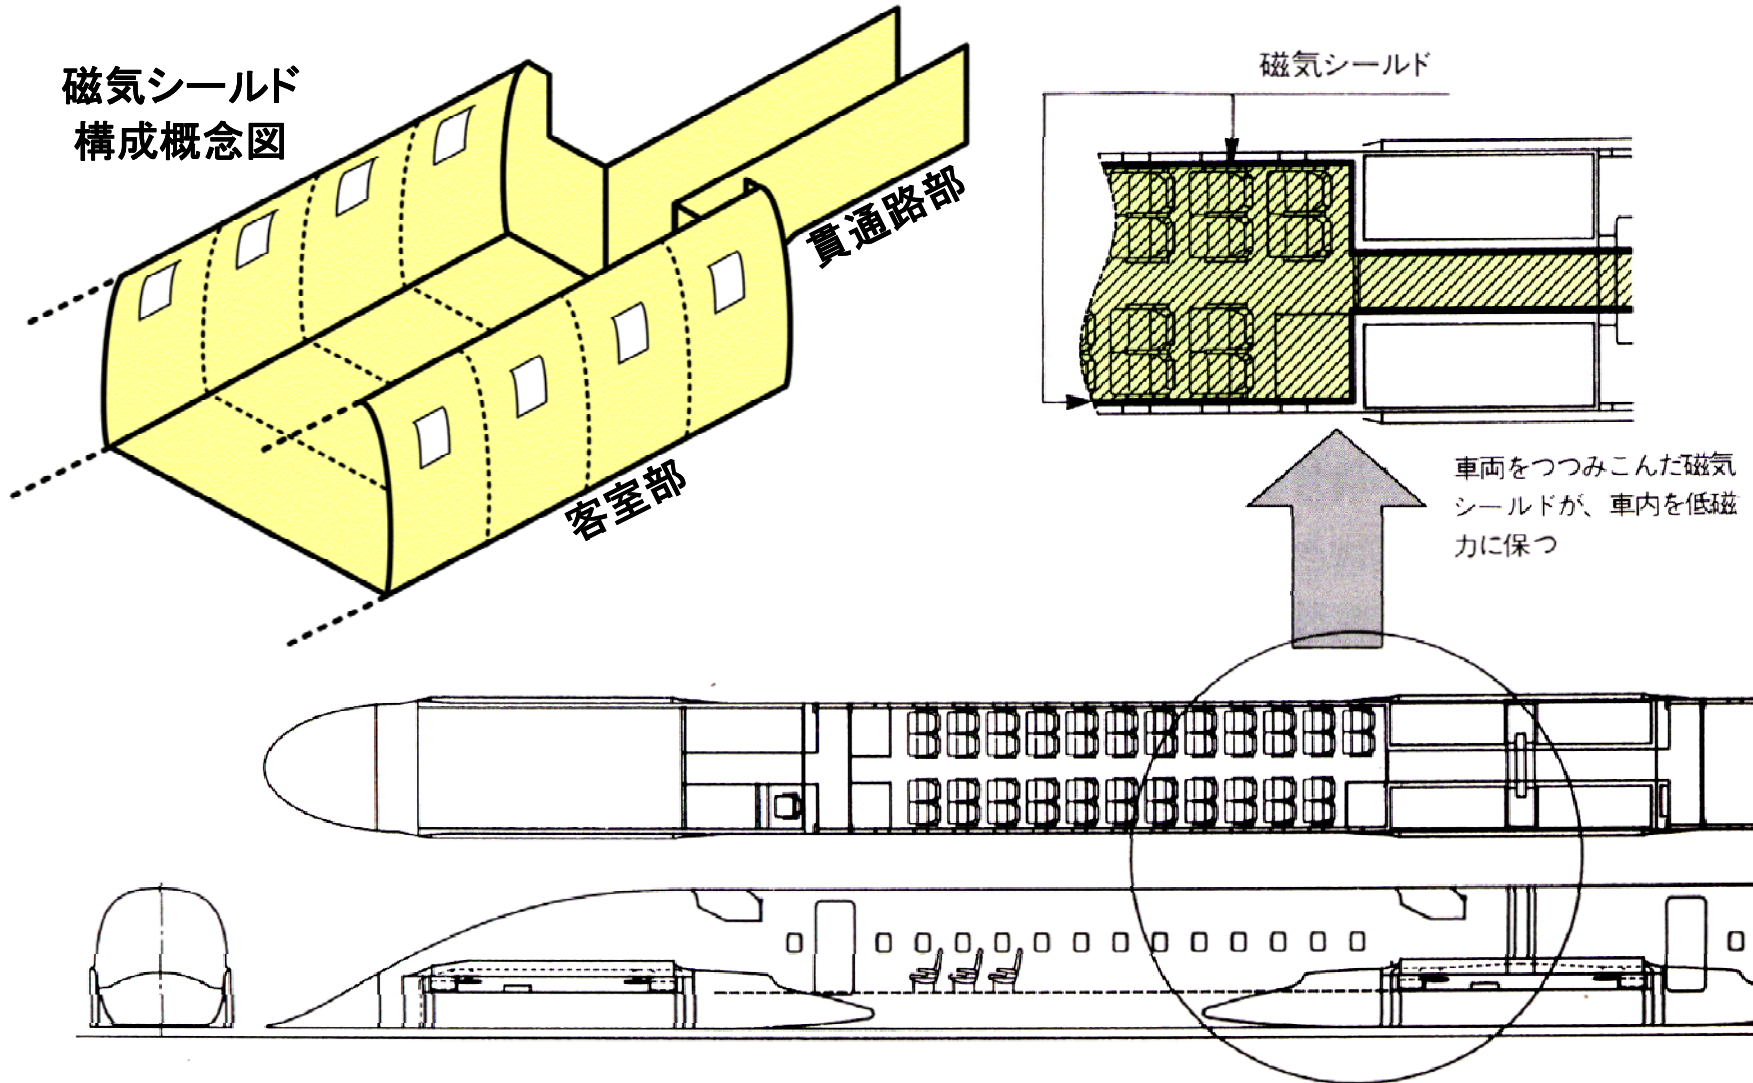 磁気シールド
構成概念図
貫通路部
客室部
磁気シールド
車両をつつみこんだ磁気
シールドが、車内を低磁
力に保つ